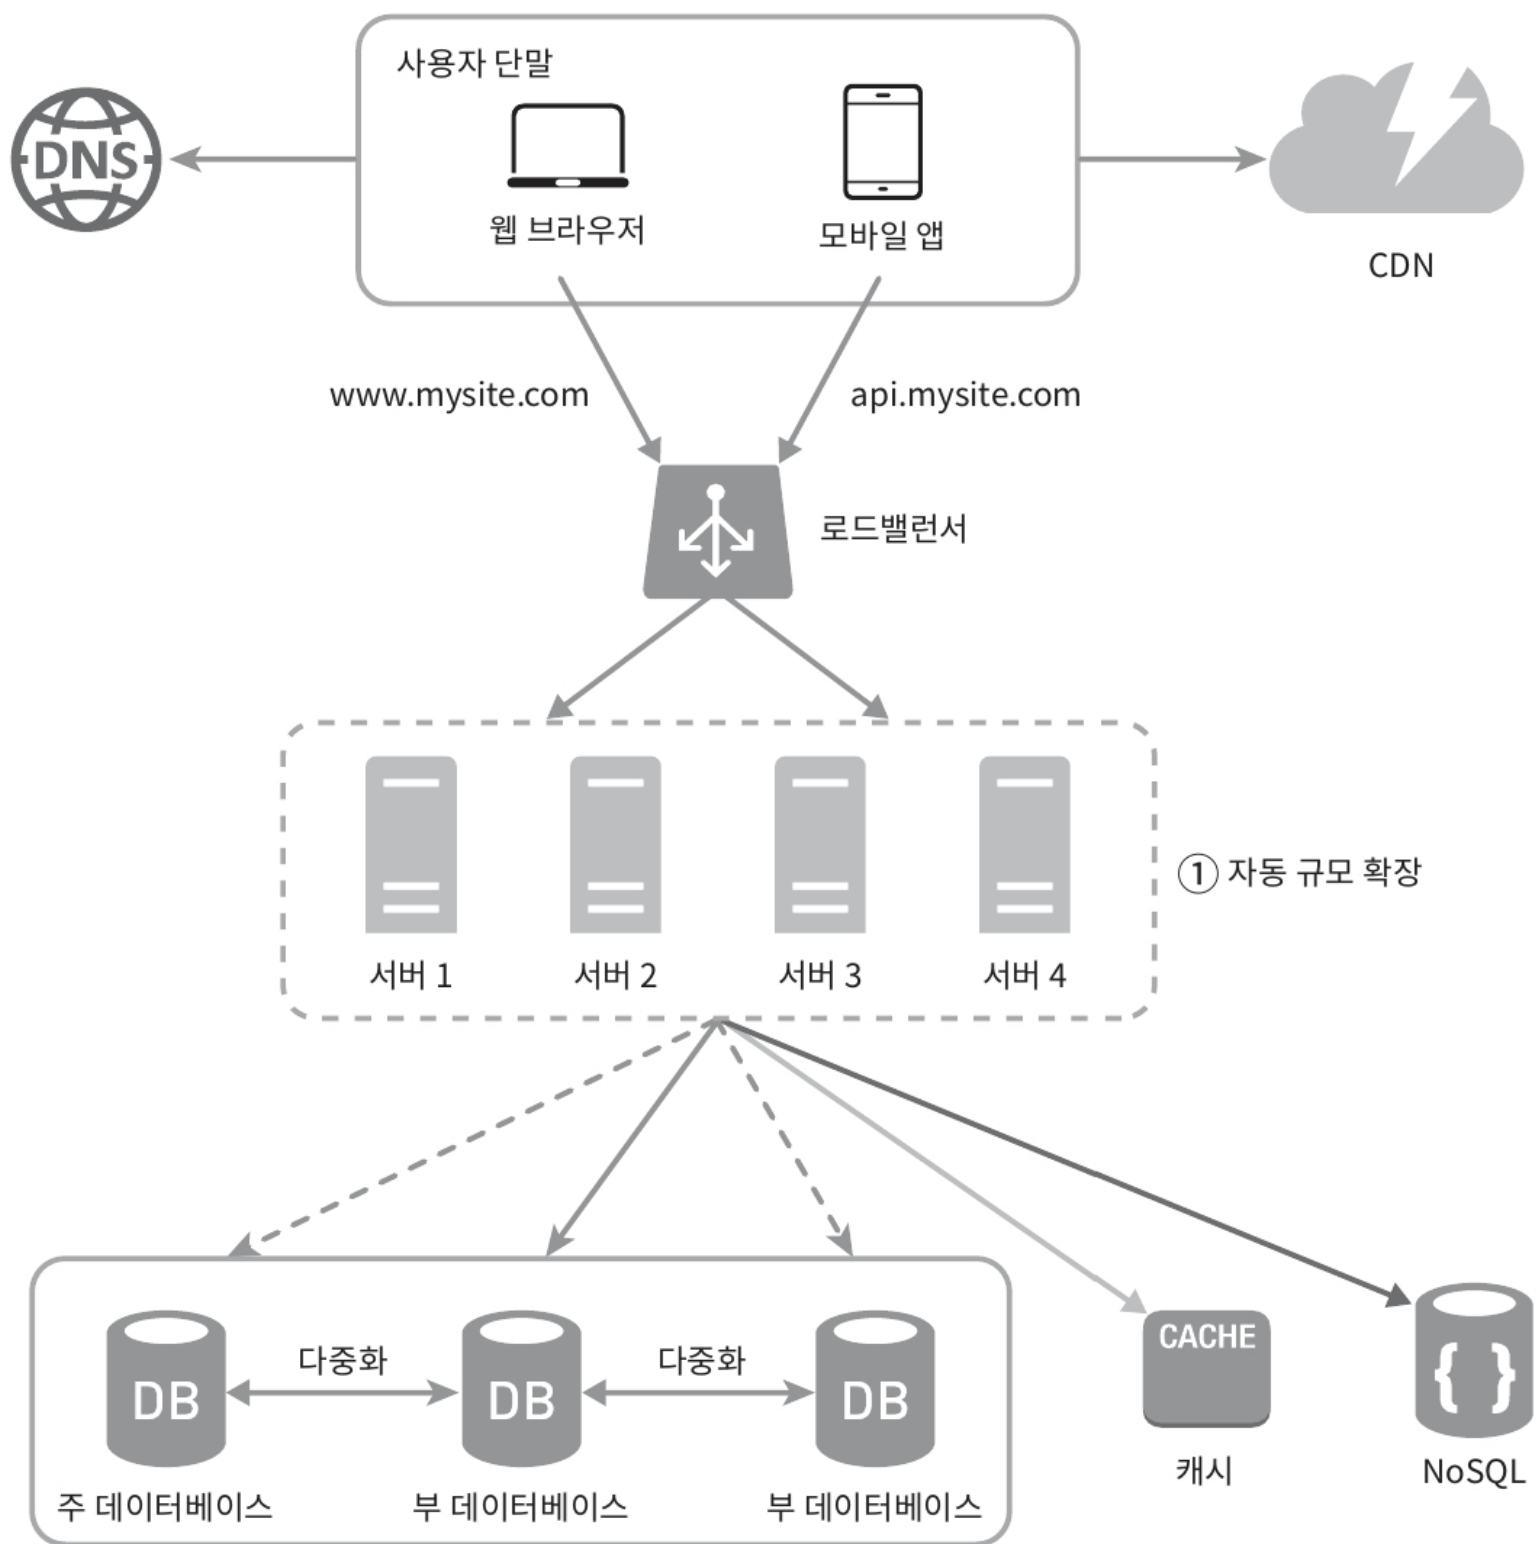 사용자 단말
DNS
웹 브라우저
모바일 앱
CDN
www.mysite.com
api.mysite.com
로드밸런서
서버 1
서버 2
서버 3
서버 4
① 자동 규모 확장
다중화
다중화
DB
DB
DB
CACHE
{ }
주 데이터베이스
부 데이터베이스
부 데이터베이스
캐시
NoSQL